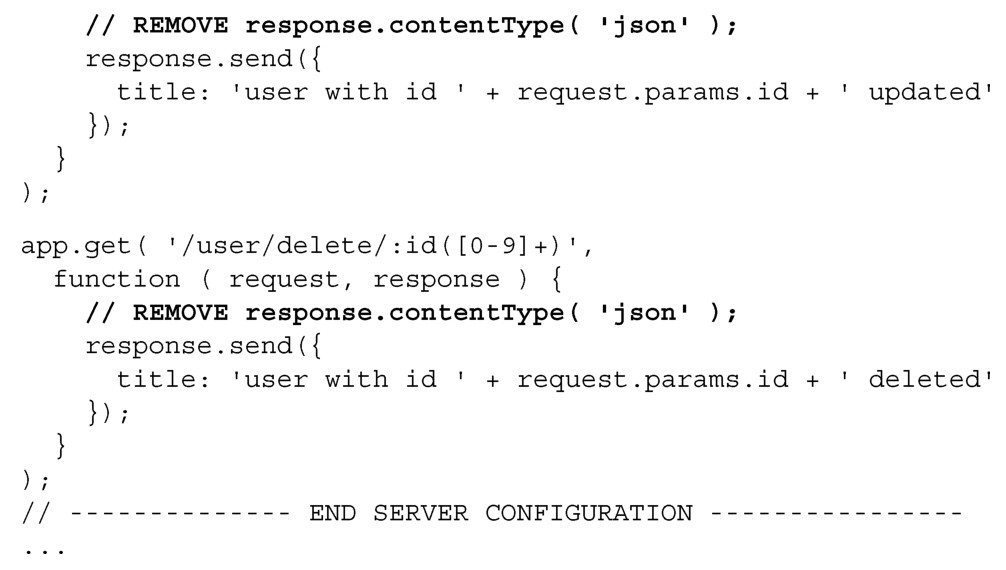 // REMOVE response.contentType( 'json' );
    response.send({
      title: 'user with id ' + request.params.id + ' updated'
    });
  }
);
app.get( '/user/delete/:id([0-9]+)',
  function ( request, response ) {
    // REMOVE response.contentType( 'json' );
    response.send({
      title: 'user with id ' + request.params.id + ' deleted'
    });
  }
);
// -------------- END SERVER CONFIGURATION ----------------
...